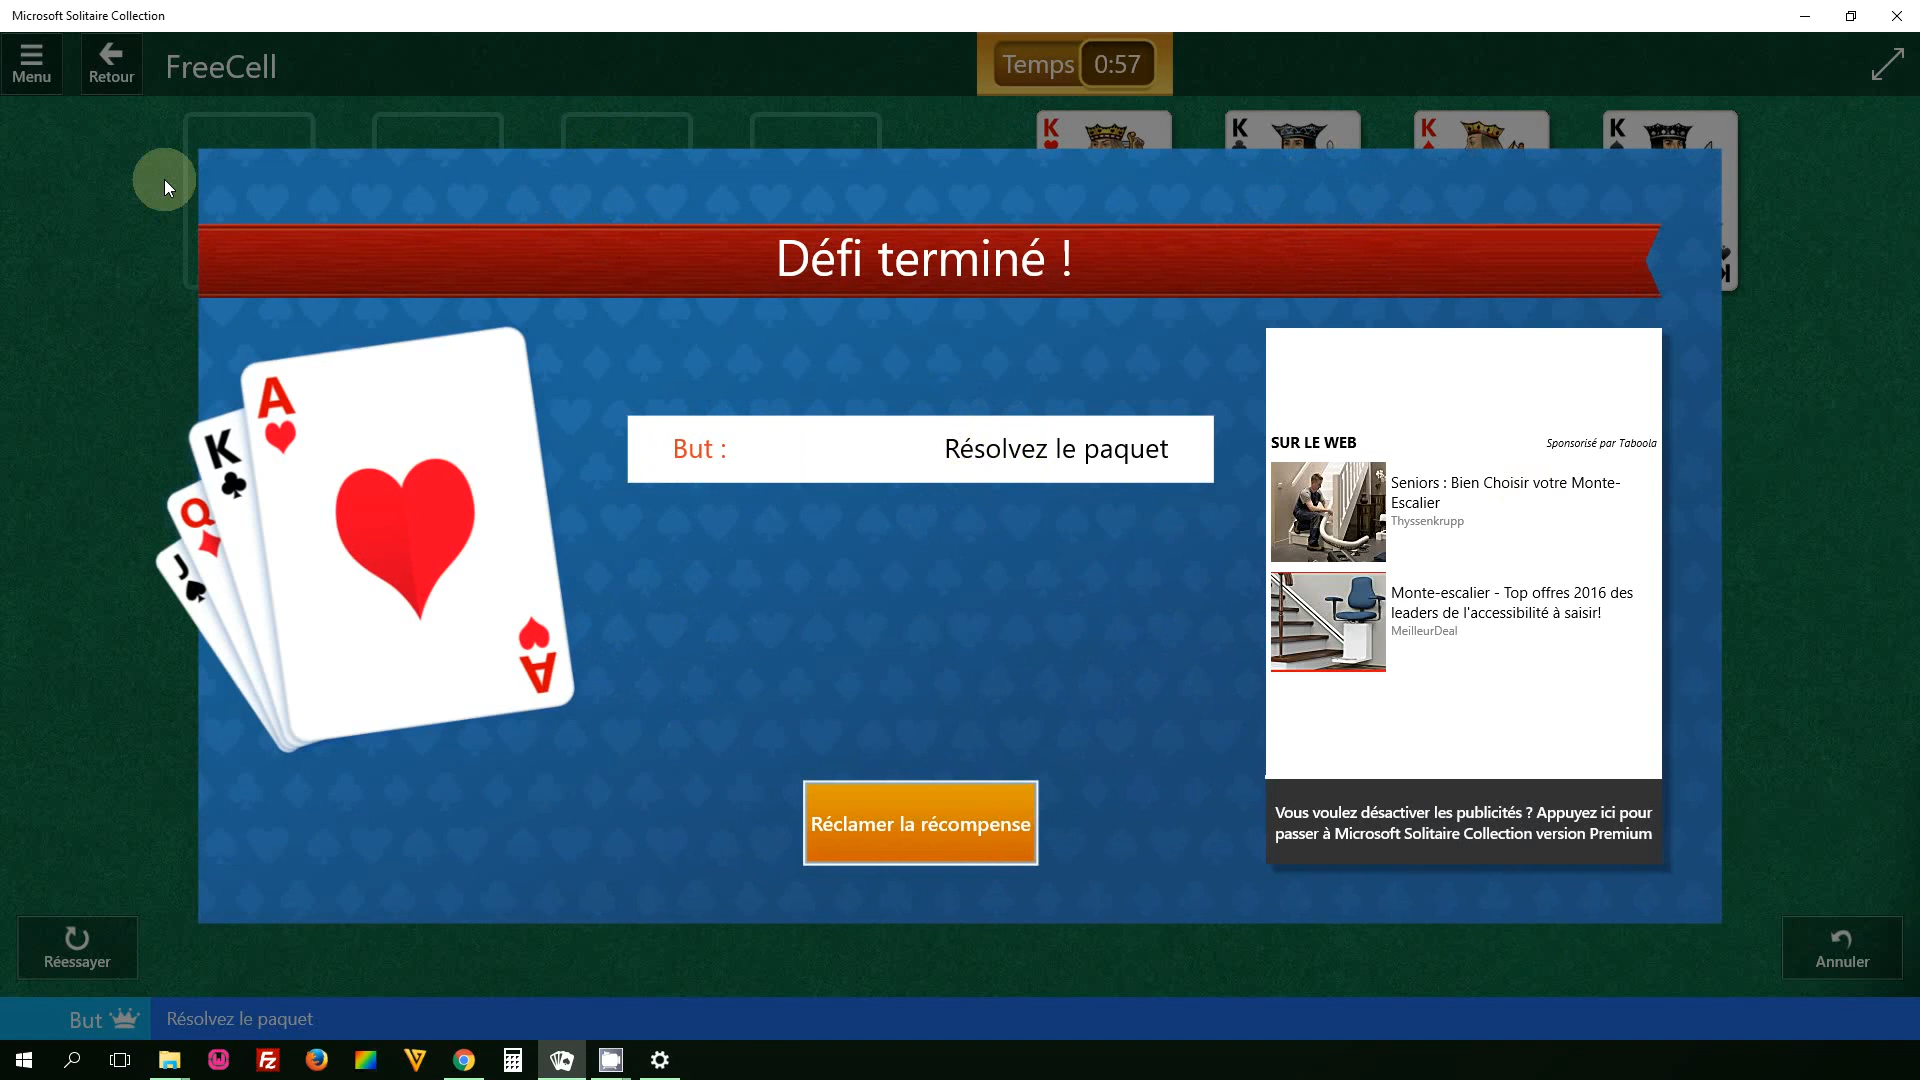 Microsoft Solitaire Collection
Menu
Retour
FreeCell
Temps
0:57
K
K
K
K
K
Défi terminé !
A
K
Q
J
A
But :
Résolvez le paquet
SUR LE WEB
Sponsorisé par Taboola
Seniors : Bien Choisir votre Monte-
Escalier
Thyssenkrupp
Monte-escalier - Top offres 2016 des
leaders de l'accessibilité à saisir!
MeilleurDeal
Réclamer la récompense
Vous voulez désactiver les publicités ? Appuyez ici pour
passer à Microsoft Solitaire Collection version Premium
Réessayer
Annuler
But
Résolvez le paquet
Fz